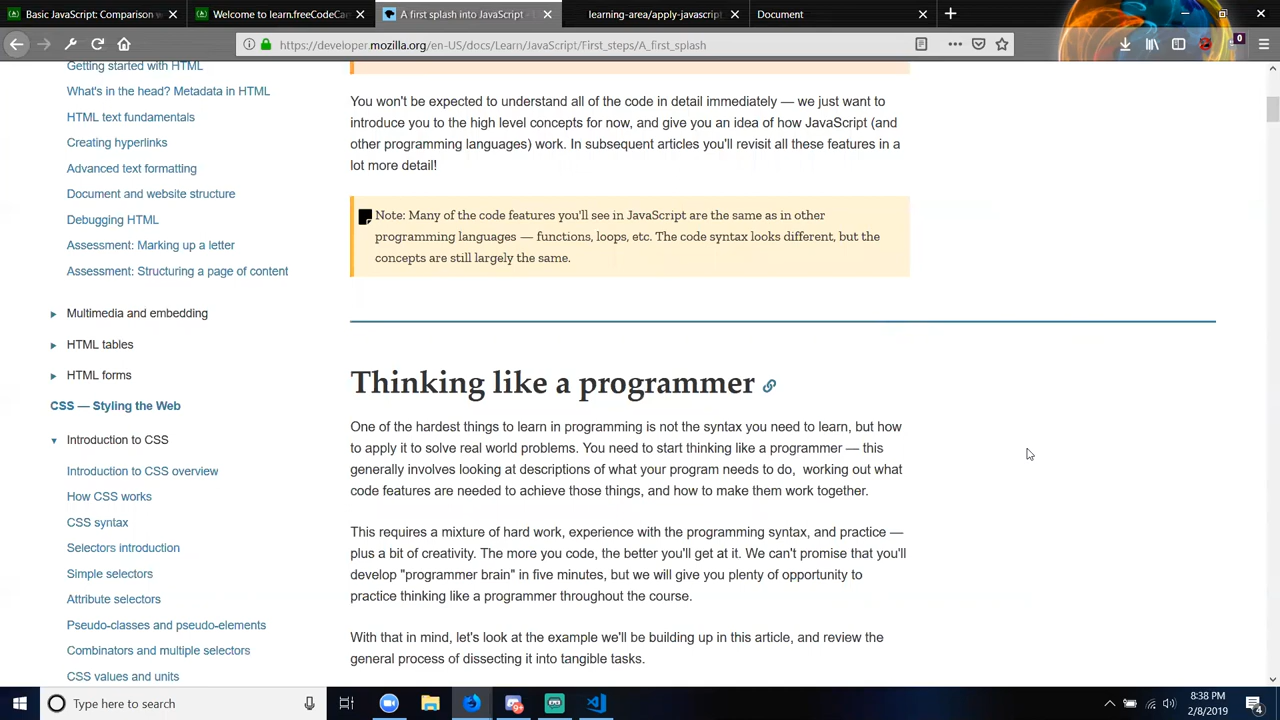 Basic JavaScript: Comparison w
Welcome to learn.freeCodeCam
A first splash into JavaScript -
learning-area/apply-javascript
Document
https://developer.mozilla.org/en-US/docs/Learn/JavaScript/First_steps/A_first_splash
0
Getting started with HTML
What's in the head? Metadata in HTML
HTML text fundamentals
Creating hyperlinks
Advanced text formatting
Document and website structure
Debugging HTML
Assessment: Marking up a letter
Assessment: Structuring a page of content
Multimedia and embedding
HTML tables
HTML forms
CSS — Styling the Web
Introduction to CSS
Introduction to CSS overview
How CSS works
CSS syntax
Selectors introduction
Simple selectors
Attribute selectors
Pseudo-classes and pseudo-elements
Combinators and multiple selectors
CSS values and units
You won't be expected to understand all of the code in detail immediately — we just want to
introduce you to the high level concepts for now, and give you an idea of how JavaScript (and
other programming languages) work. In subsequent articles you'll revisit all these features in a
lot more detail!
Note: Many of the code features you'll see in JavaScript are the same as in other
programming languages — functions, loops, etc. The code syntax looks different, but the
concepts are still largely the same.
Thinking like a programmer
One of the hardest things to learn in programming is not the syntax you need to learn, but how
to apply it to solve real world problems. You need to start thinking like a programmer — this
generally involves looking at descriptions of what your program needs to do, working out what
code features are needed to achieve those things, and how to make them work together.
This requires a mixture of hard work, experience with the programming syntax, and practice —
plus a bit of creativity. The more you code, the better you'll get at it. We can't promise that you'll
develop "programmer brain" in five minutes, but we will give you plenty of opportunity to
practice thinking like a programmer throughout the course.
With that in mind, let's look at the example we'll be building up in this article, and review the
general process of dissecting it into tangible tasks.
Type here to search
8:38 PM
2/8/2019
4